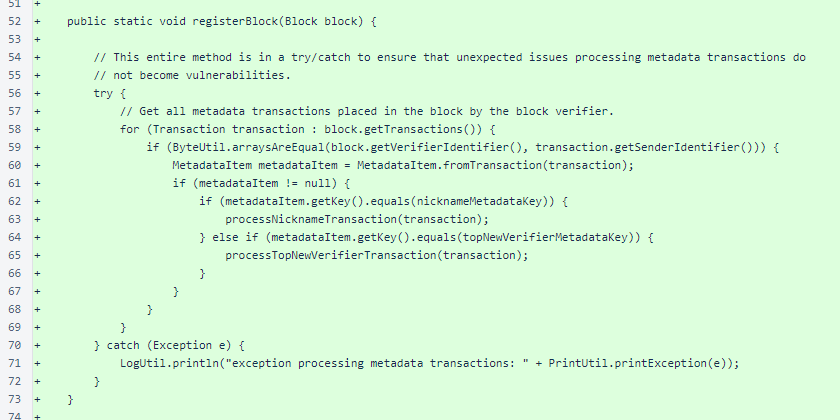 51 +
52 + public static void registerBlock(Block block) {
53 +
54 + // This entire method is in a try/catch to ensure that unexpected issues processing metadata transactions do
55 + // not become vulnerabilities.
56 + try {
57 + // Get all metadata transactions placed in the block by the block verifier.
58 + for (Transaction transaction : block.getTransactions()) {
59 + if (ByteUtil.arraysAreEqual(block.getVerifierIdentifier(), transaction.getSenderIdentifier())) {
60 + MetadataItem metadataItem = MetadataItem.fromTransaction(transaction);
61 + if (metadataItem != null) {
62 + if (metadataItem.getKey().equals(nicknameMetadataKey)) {
63 + processNicknameTransaction(transaction);
64 + } else if (metadataItem.getKey().equals(topNewVerifierMetadataKey)) {
65 + processTopNewVerifierTransaction(transaction);
66 + }
67 + }
68 + }
69 + }
70 + } catch (Exception e) {
71 + LogUtil.println("exception processing metadata transactions: " + PrintUtil.printException(e));
72 + }
73 + }
74 +